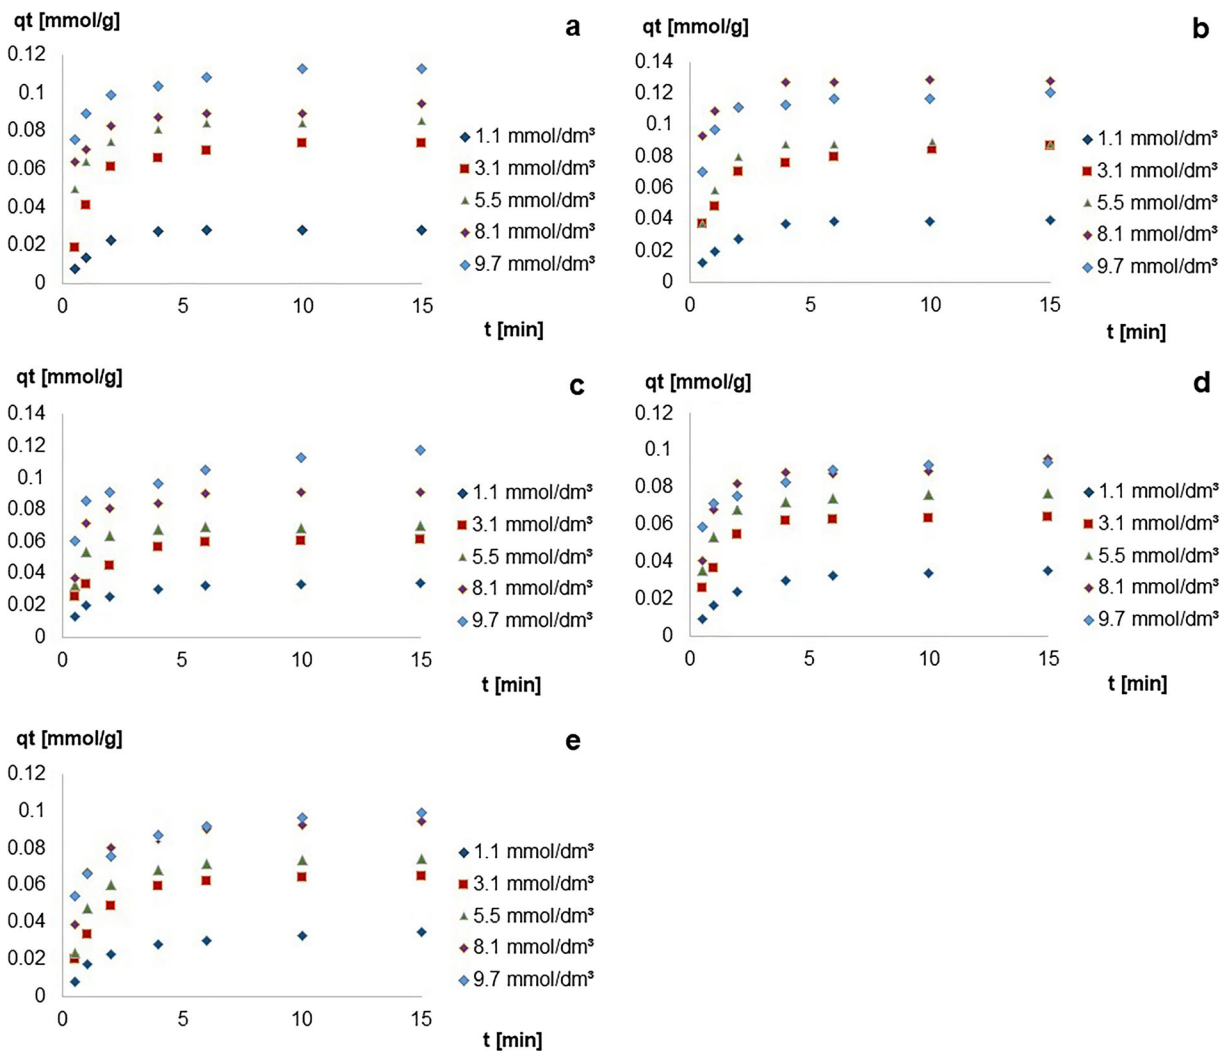 qt [mmol/g]
a
0.12
0.1
0.08
0.06
0.04
0.02
0
0 5 10 15
t [min]
1.1 mmol/dm³
3.1 mmol/dm³
5.5 mmol/dm³
8.1 mmol/dm³
9.7 mmol/dm³
qt [mmol/g]
b
0.14
0.12
0.1
0.08
0.06
0.04
0.02
0
0 5 10 15
t [min]
1.1 mmol/dm³
3.1 mmol/dm³
5.5 mmol/dm³
8.1 mmol/dm³
9.7 mmol/dm³
qt [mmol/g]
c
0.14
0.12
0.1
0.08
0.06
0.04
0.02
0
0 5 10 15
t [min]
1.1 mmol/dm³
3.1 mmol/dm³
5.5 mmol/dm³
8.1 mmol/dm³
9.7 mmol/dm³
qt [mmol/g]
d
0.12
0.1
0.08
0.06
0.04
0.02
0
0 5 10 15
t [min]
1.1 mmol/dm³
3.1 mmol/dm³
5.5 mmol/dm³
8.1 mmol/dm³
9.7 mmol/dm³
qt [mmol/g]
e
0.12
0.1
0.08
0.06
0.04
0.02
0
0 5 10 15
t [min]
1.1 mmol/dm³
3.1 mmol/dm³
5.5 mmol/dm³
8.1 mmol/dm³
9.7 mmol/dm³